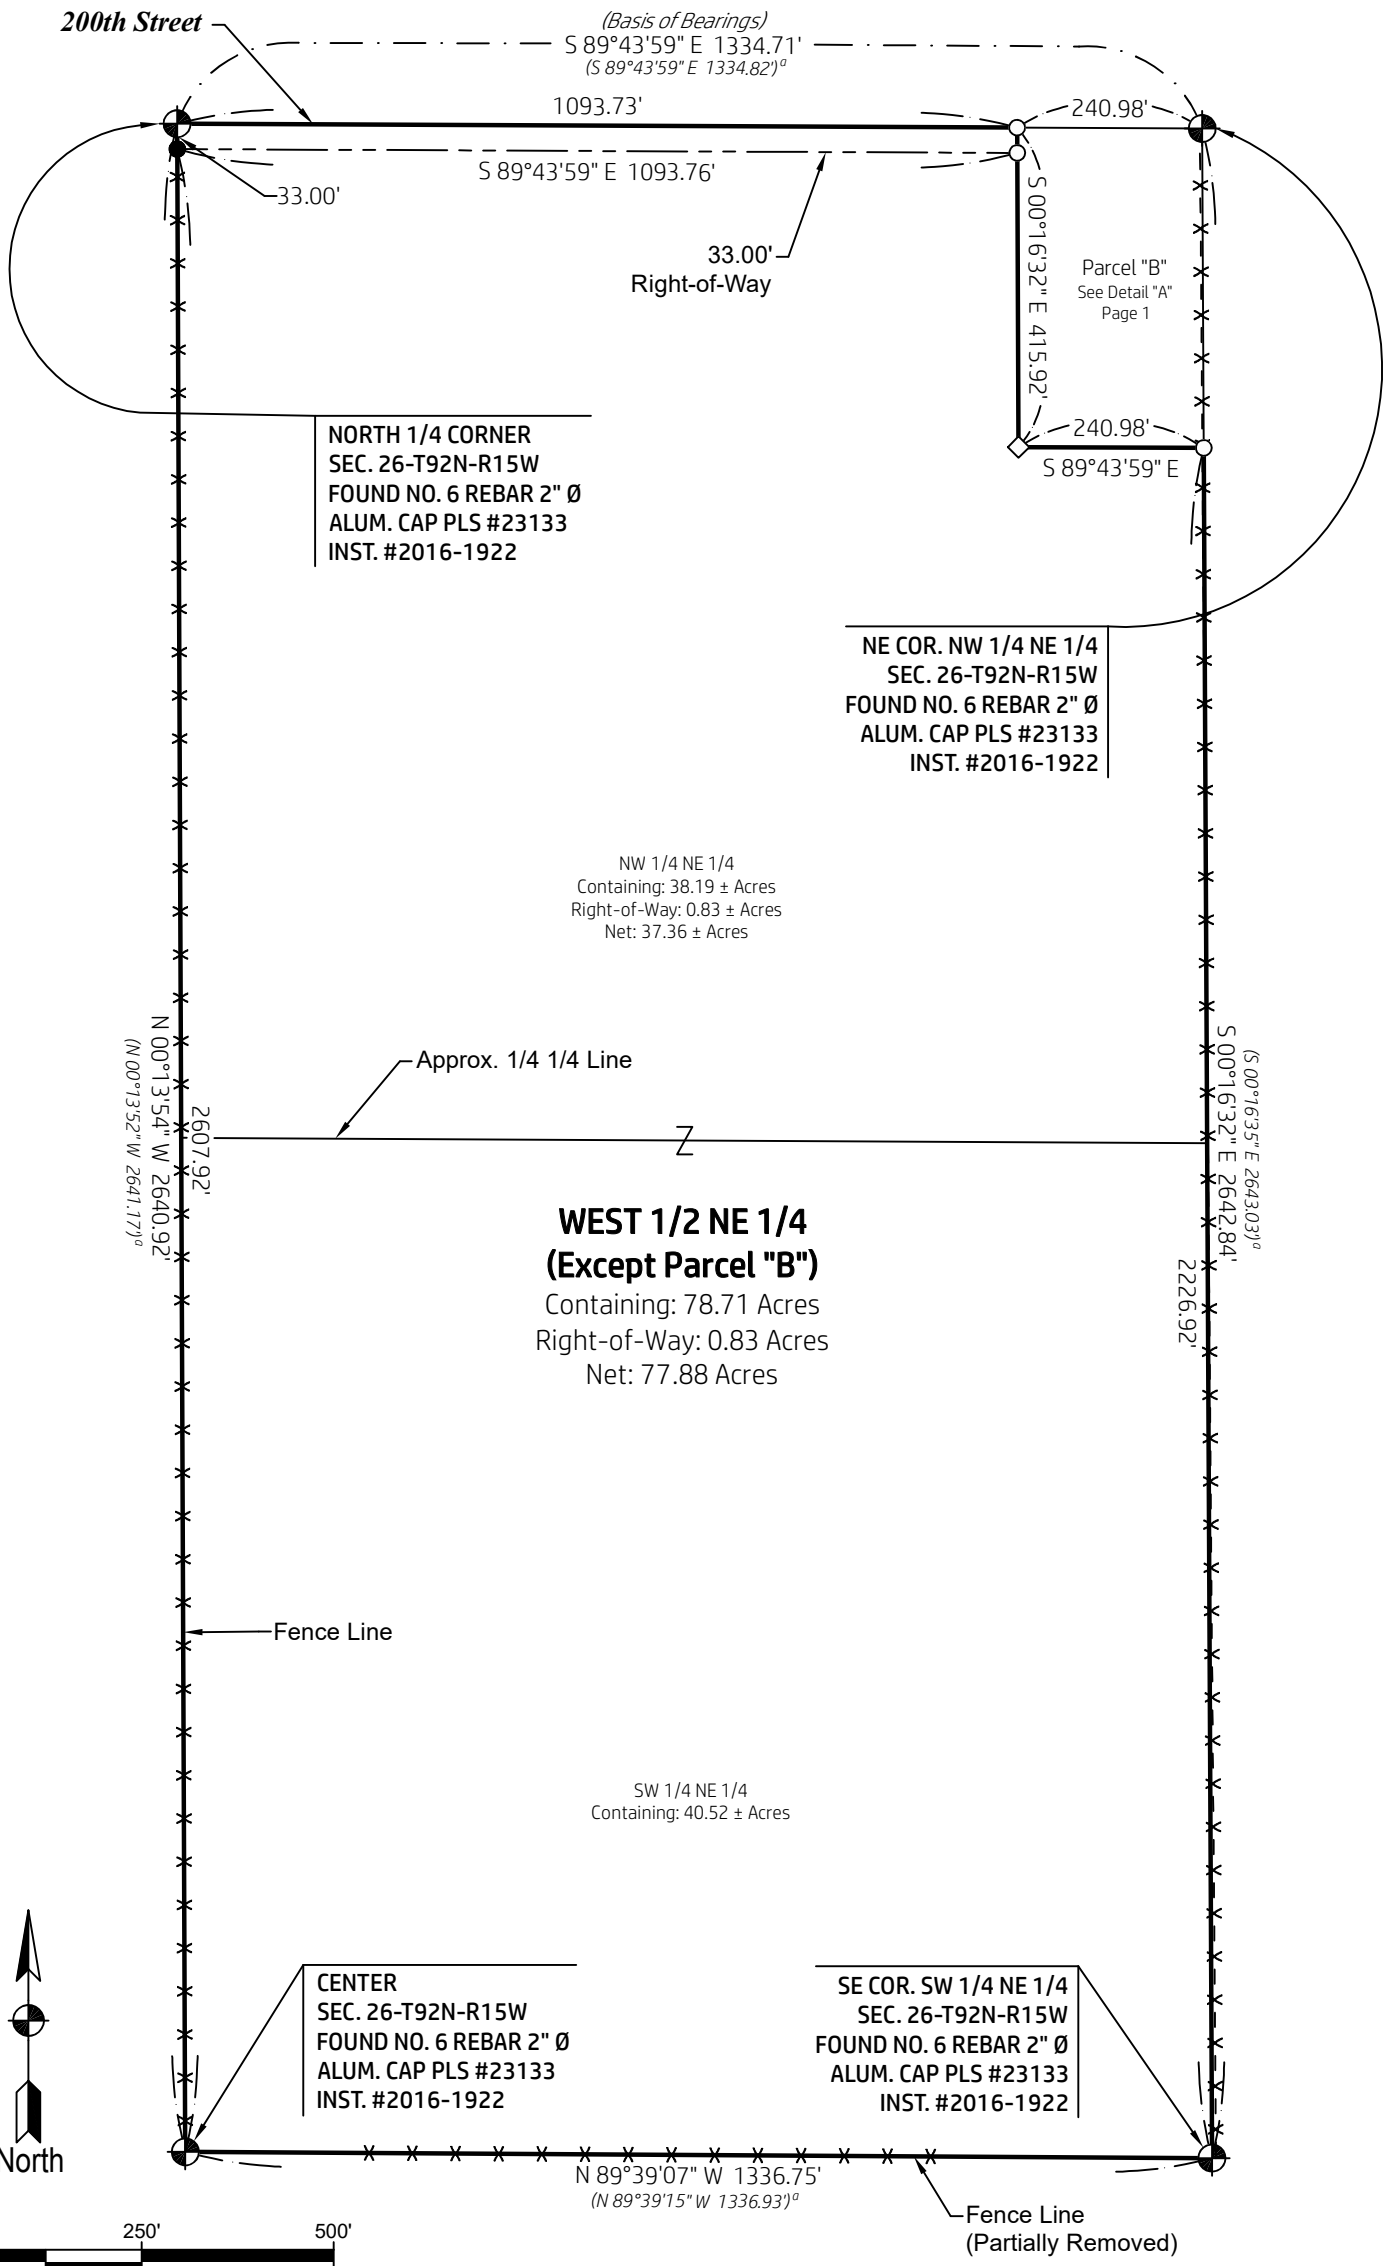 200th Street
(Basis of Bearings)
S 89°43'59" E 1334.71'
(S 89°43'59" E 1334.82')ᵃ
1093.73'
240.98'
S 89°43'59" E 1093.76'
33.00'
33.00'
Right-of-Way
S 00°16'32" E 415.92'
Parcel "B"
See Detail "A"
Page 1
240.98'
S 89°43'59" E
NORTH 1/4 CORNER
SEC. 26-T92N-R15W
FOUND NO. 6 REBAR 2" Ø
ALUM. CAP PLS #23133
INST. #2016-1922
NE COR. NW 1/4 NE 1/4
SEC. 26-T92N-R15W
FOUND NO. 6 REBAR 2" Ø
ALUM. CAP PLS #23133
INST. #2016-1922
NW 1/4 NE 1/4
Containing: 38.19 ± Acres
Right-of-Way: 0.83 ± Acres
Net: 37.36 ± Acres
N 00°13'54" W 2640.92'
(N 00°13'52" W 2641.17')ᵃ
2607.92'
Approx. 1/4 1/4 Line
Z
S 00°16'32" E 2642.84'
(S 00°16'35" E 2643.03')ᵃ
2226.92'
WEST 1/2 NE 1/4
(Except Parcel "B")
Containing: 78.71 Acres
Right-of-Way: 0.83 Acres
Net: 77.88 Acres
Fence Line
SW 1/4 NE 1/4
Containing: 40.52 ± Acres
CENTER
SEC. 26-T92N-R15W
FOUND NO. 6 REBAR 2" Ø
ALUM. CAP PLS #23133
INST. #2016-1922
SE COR. SW 1/4 NE 1/4
SEC. 26-T92N-R15W
FOUND NO. 6 REBAR 2" Ø
ALUM. CAP PLS #23133
INST. #2016-1922
North
N 89°39'07" W 1336.75'
(N 89°39'15" W 1336.93')ᵃ
Fence Line
(Partially Removed)
250'
500'